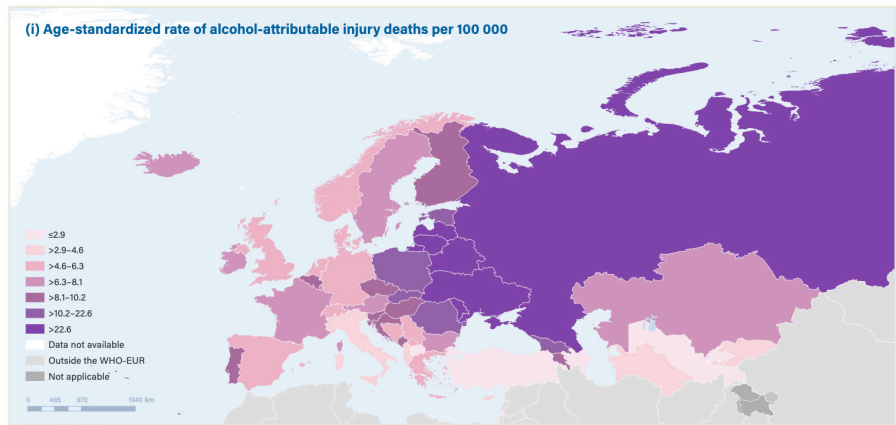 (i) Age-standardized rate of alcohol-attributable injury deaths per 100 000
≤2.9
>2.9–4.6
>4.6–6.3
>6.3–8.1
>8.1–10.2
>10.2–22.6
>22.6
Data not available
Outside the WHO-EUR
Not applicable
0 485 970 1940 km